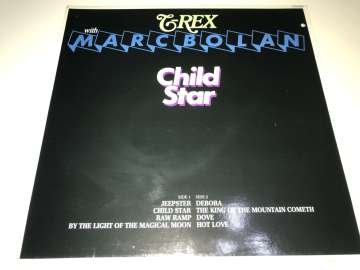 T·REX
with
MARC BOLAN
Child
Star
SIDE 1 SIDE 2
JEEPSTER DEBORA
CHILD STAR THE KING OF THE MOUNTAIN COMETH
RAW RAMP DOVE
BY THE LIGHT OF THE MAGICAL MOON HOT LOVE